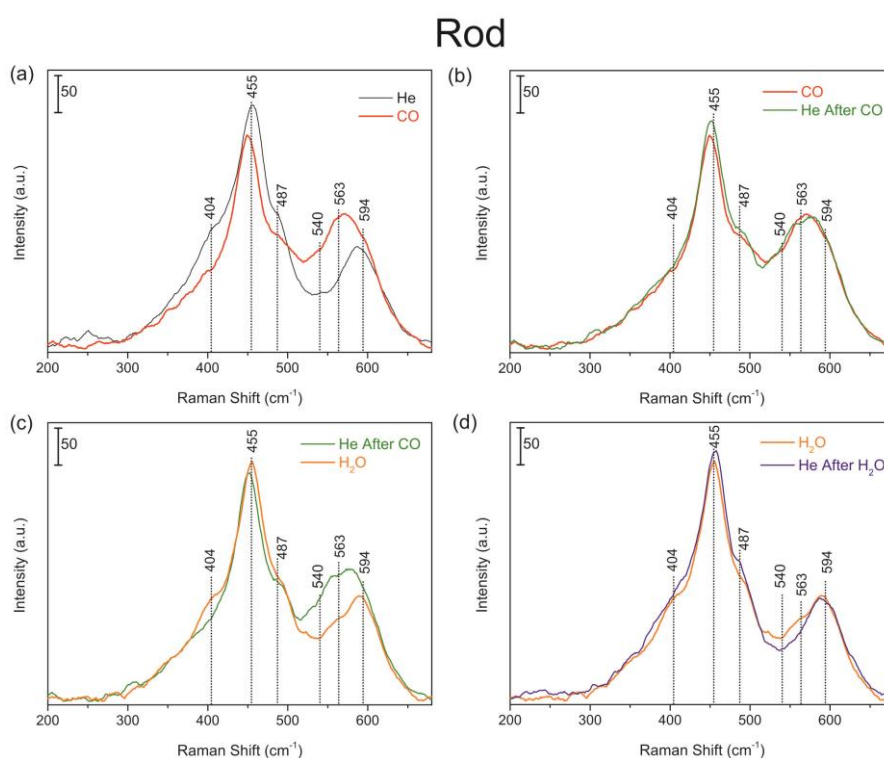 Rod
(a)
50
455
He
CO
404
487
540
563
594
Intensity (a.u.)
200 300 400 500 600
Raman Shift (cm⁻¹)
(b)
50
455
CO
He After CO
404
487
540
563
594
Intensity (a.u.)
200 300 400 500 600
Raman Shift (cm⁻¹)
(c)
50
455
He After CO
H₂O
404
487
540
563
594
Intensity (a.u.)
200 300 400 500 600
Raman Shift (cm⁻¹)
(d)
50
455
H₂O
He After H₂O
404
487
540
563
594
Intensity (a.u.)
200 300 400 500 600
Raman Shift (cm⁻¹)